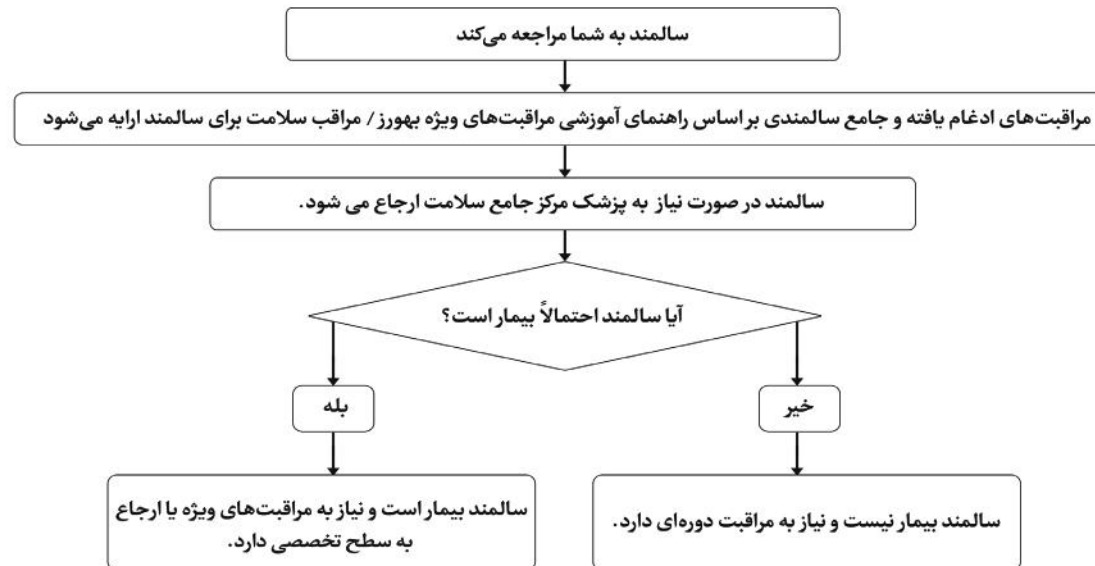 سالمند به شما مراجعه می‌کند
مراقبت‌های ادغام یافته و جامع سالمندی بر اساس راهنمای آموزشی مراقبت‌های ویژه بهورز/ مراقب سلامت برای سالمند ارایه می‌شود
سالمند در صورت نیاز به پزشک مرکز جامع سلامت ارجاع می شود.
آیا سالمند احتمالاً بیمار است؟
خیر
بله
سالمند بیمار نیست و نیاز به مراقبت دوره‌ای دارد.
سالمند بیمار است و نیاز به مراقبت‌های ویژه یا ارجاع
به سطح تخصصی دارد.